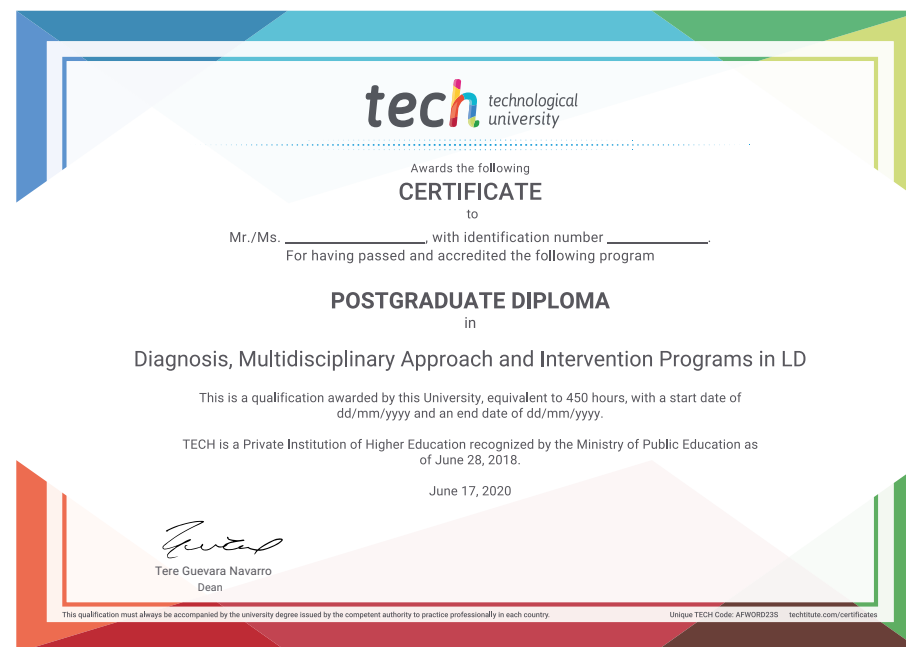 tech technological
university
Awards the following
CERTIFICATE
to
Mr./Ms. ____________________, with identification number ______________.
For having passed and accredited the following program
POSTGRADUATE DIPLOMA
in
Diagnosis, Multidisciplinary Approach and Intervention Programs in LD
This is a qualification awarded by this University, equivalent to 450 hours, with a start date of
dd/mm/yyyy and an end date of dd/mm/yyyy.
TECH is a Private Institution of Higher Education recognized by the Ministry of Public Education as
of June 28, 2018.
June 17, 2020
Tere Guevara Navarro
Dean
This qualification must always be accompanied by the university degree issued by the competent authority to practice professionally in each country.
Unique TECH Code: AFWORD23S techtitute.com/certificates